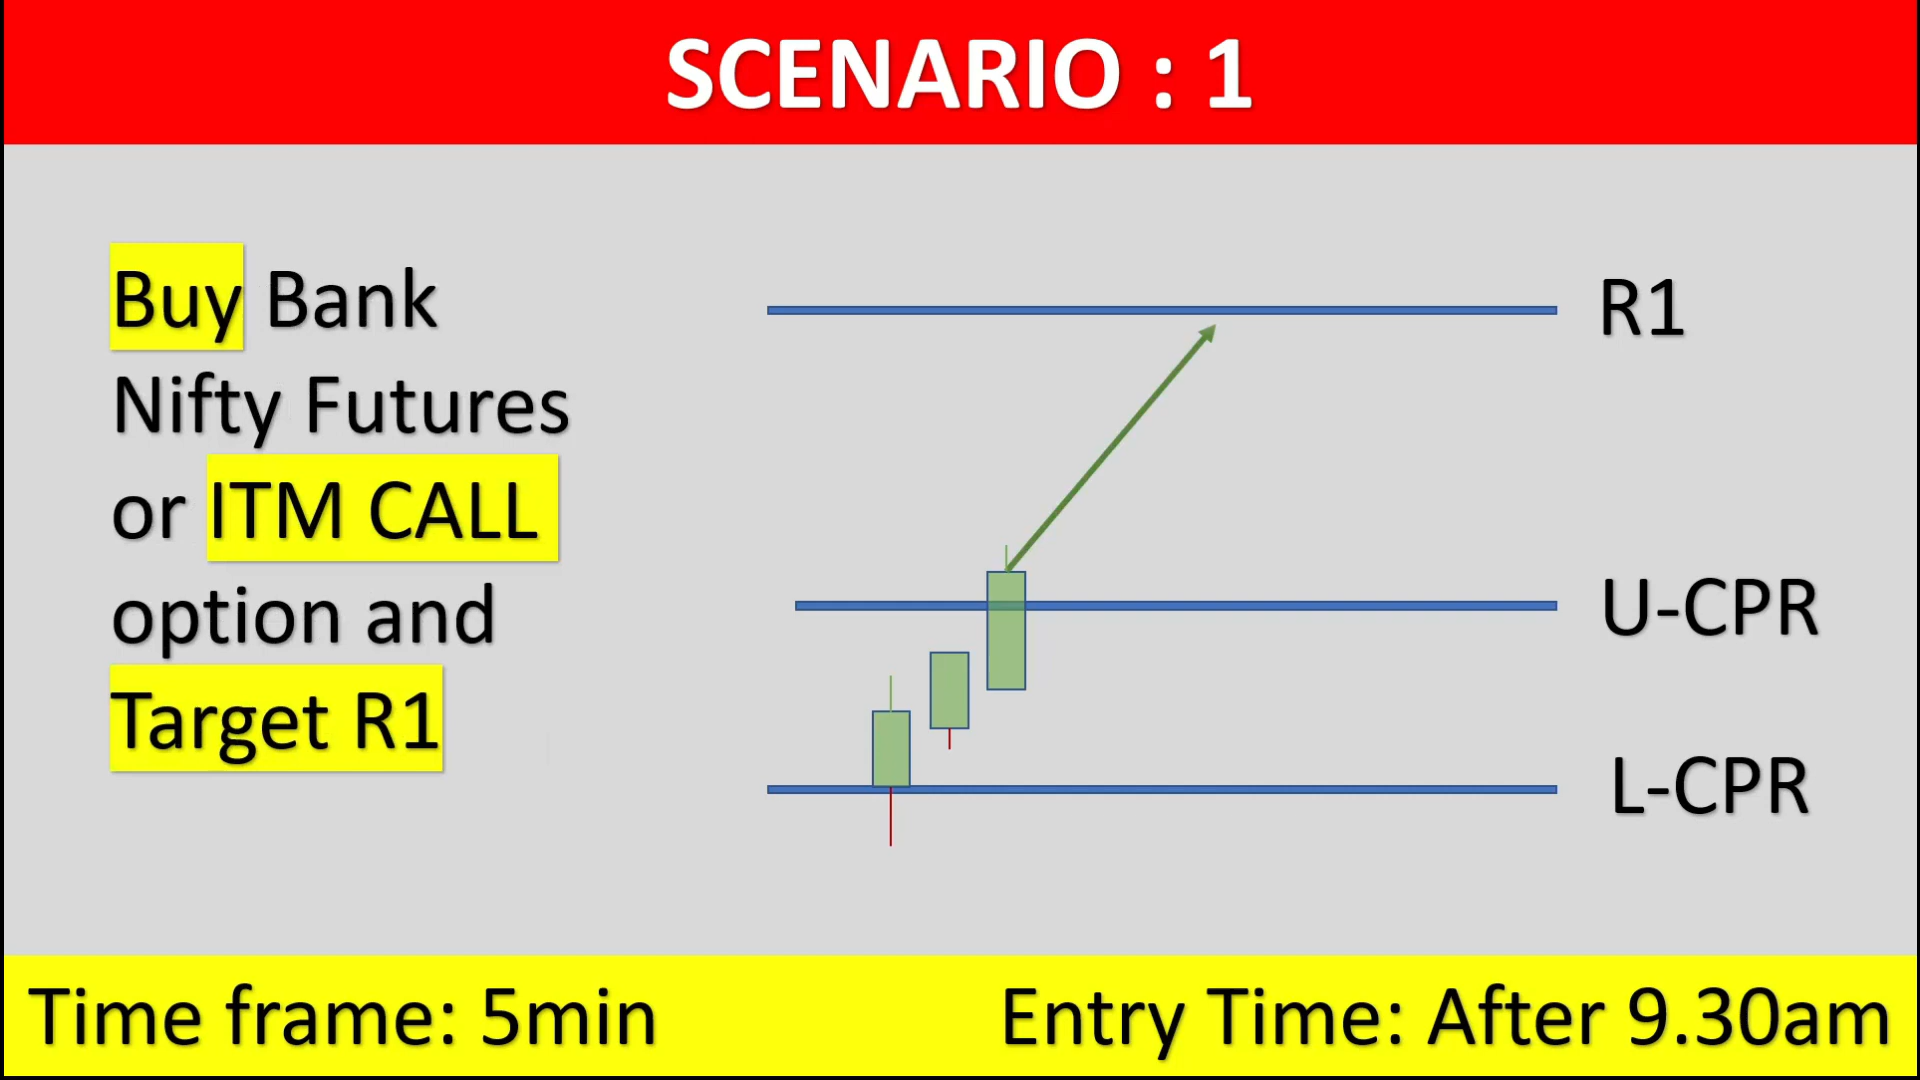 SCENARIO : 1
Buy Bank
Nifty Futures
or ITM CALL
option and
Target R1
R1
U-CPR
L-CPR
Time frame: 5min
Entry Time: After 9.30am